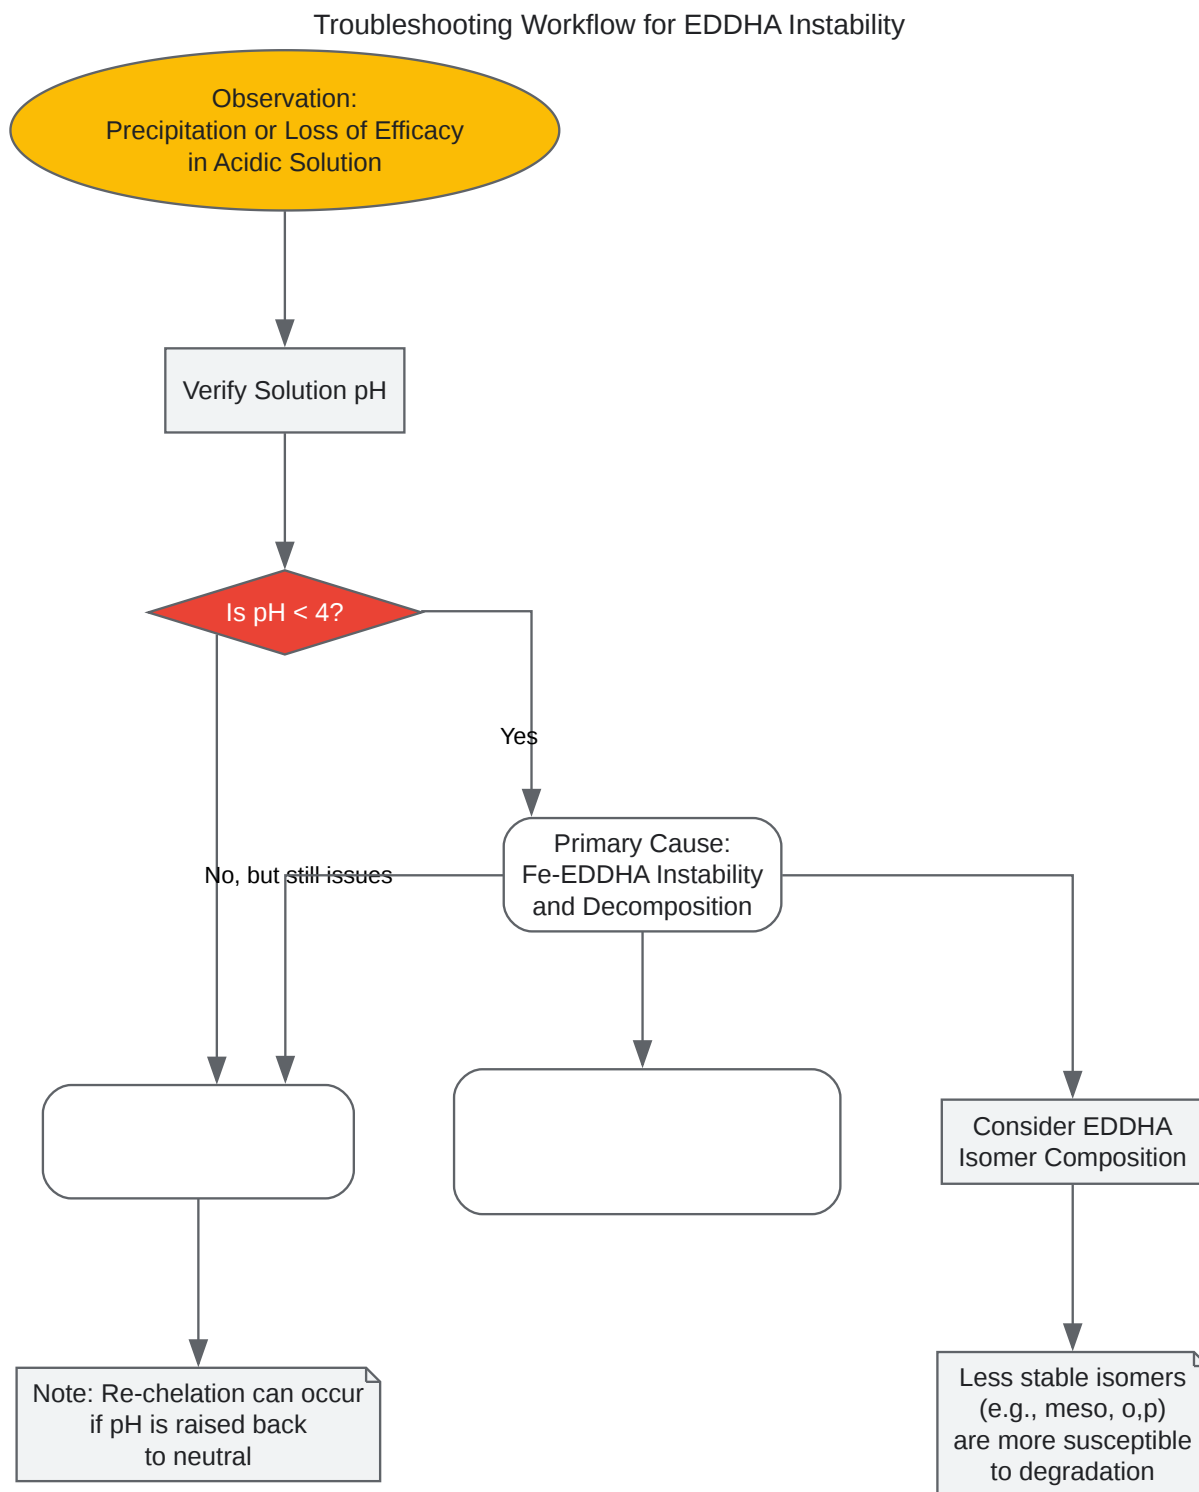 Troubleshooting Workflow for EDDHA Instability
Observation:
Precipitation or Loss of Efficacy
in Acidic Solution
Verify Solution pH
Is pH < 4?
Yes
No, but still issues
Primary Cause:
Fe-EDDHA Instability
and Decomposition
Consider EDDHA
Isomer Composition
Note: Re-chelation can occur
if pH is raised back
to neutral
Less stable isomers
(e.g., meso, o,p)
are more susceptible
to degradation